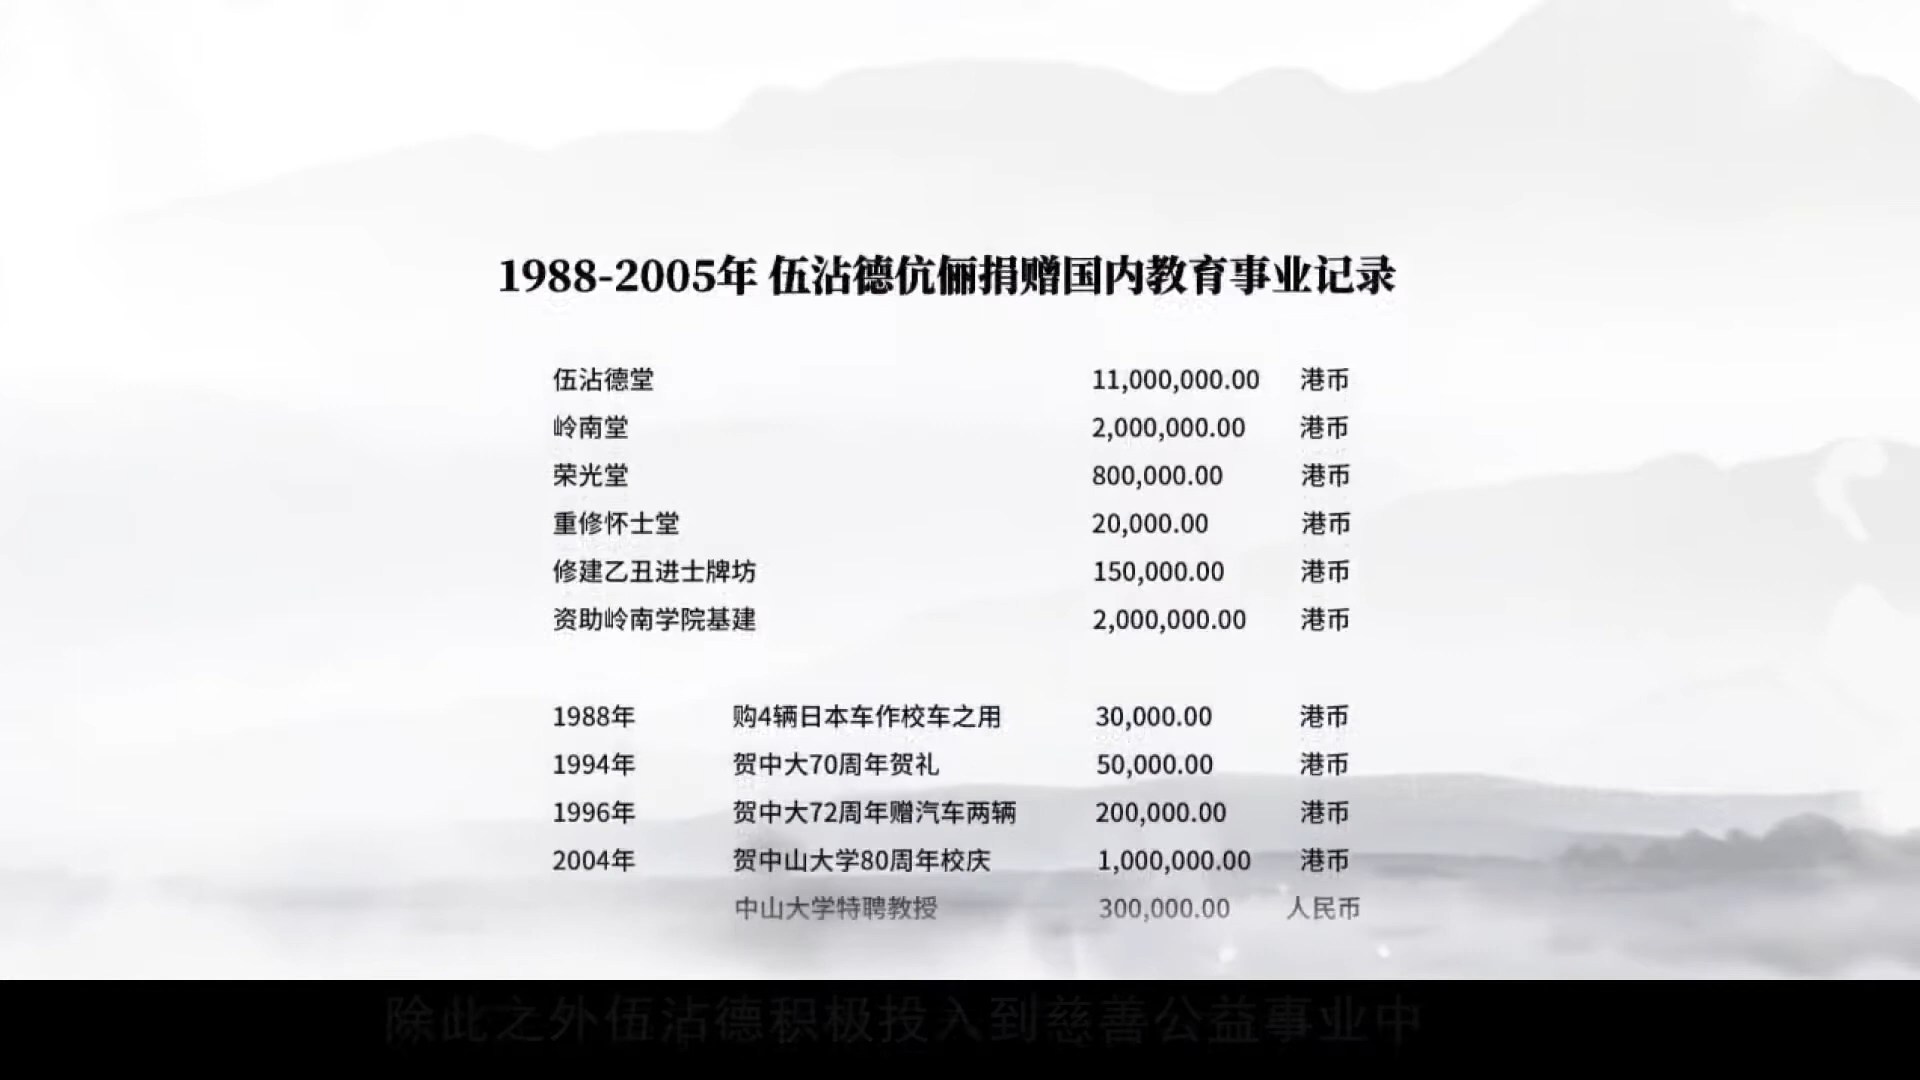 1988-2005年 伍沾德伉俪捐赠国内教育事业记录
伍沾德堂 11,000,000.00 港币
岭南堂 2,000,000.00 港币
荣光堂 800,000.00 港币
重修怀士堂 20,000.00 港币
修建乙丑进士牌坊 150,000.00 港币
资助岭南学院基建 2,000,000.00 港币
1988年 购4辆日本车作校车之用 30,000.00 港币
1994年 贺中大70周年贺礼 50,000.00 港币
1996年 贺中大72周年赠汽车两辆 200,000.00 港币
2004年 贺中山大学80周年校庆 1,000,000.00 港币
中山大学特聘教授 300,000.00 人民币
除此之外伍沾德积极投入到慈善公益事业中